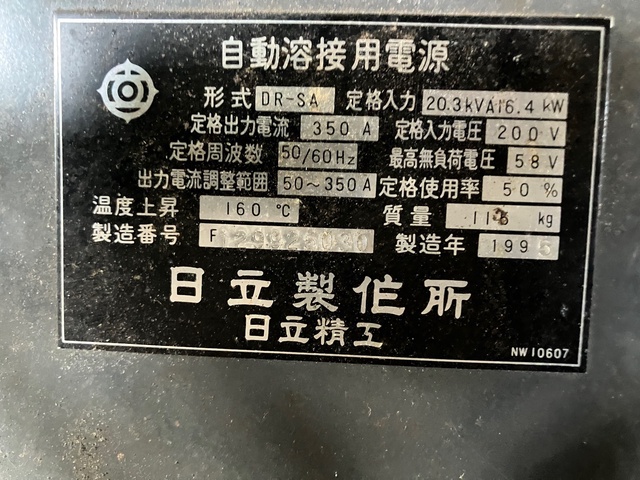 自動溶接用電源
形式 DR-SA 定格入力 20.3kVA16.4kW
定格出力電流 350 A 定格入力電圧 200 V
定格周波数 50/60Hz 最高無負荷電圧 58 V
出力電流調整範囲 50~350 A 定格使用率 50 %
温度上昇 160 ℃ 質量 kg
製造番号 F 製造年 1995
日立製作所
日立精工
NW10607